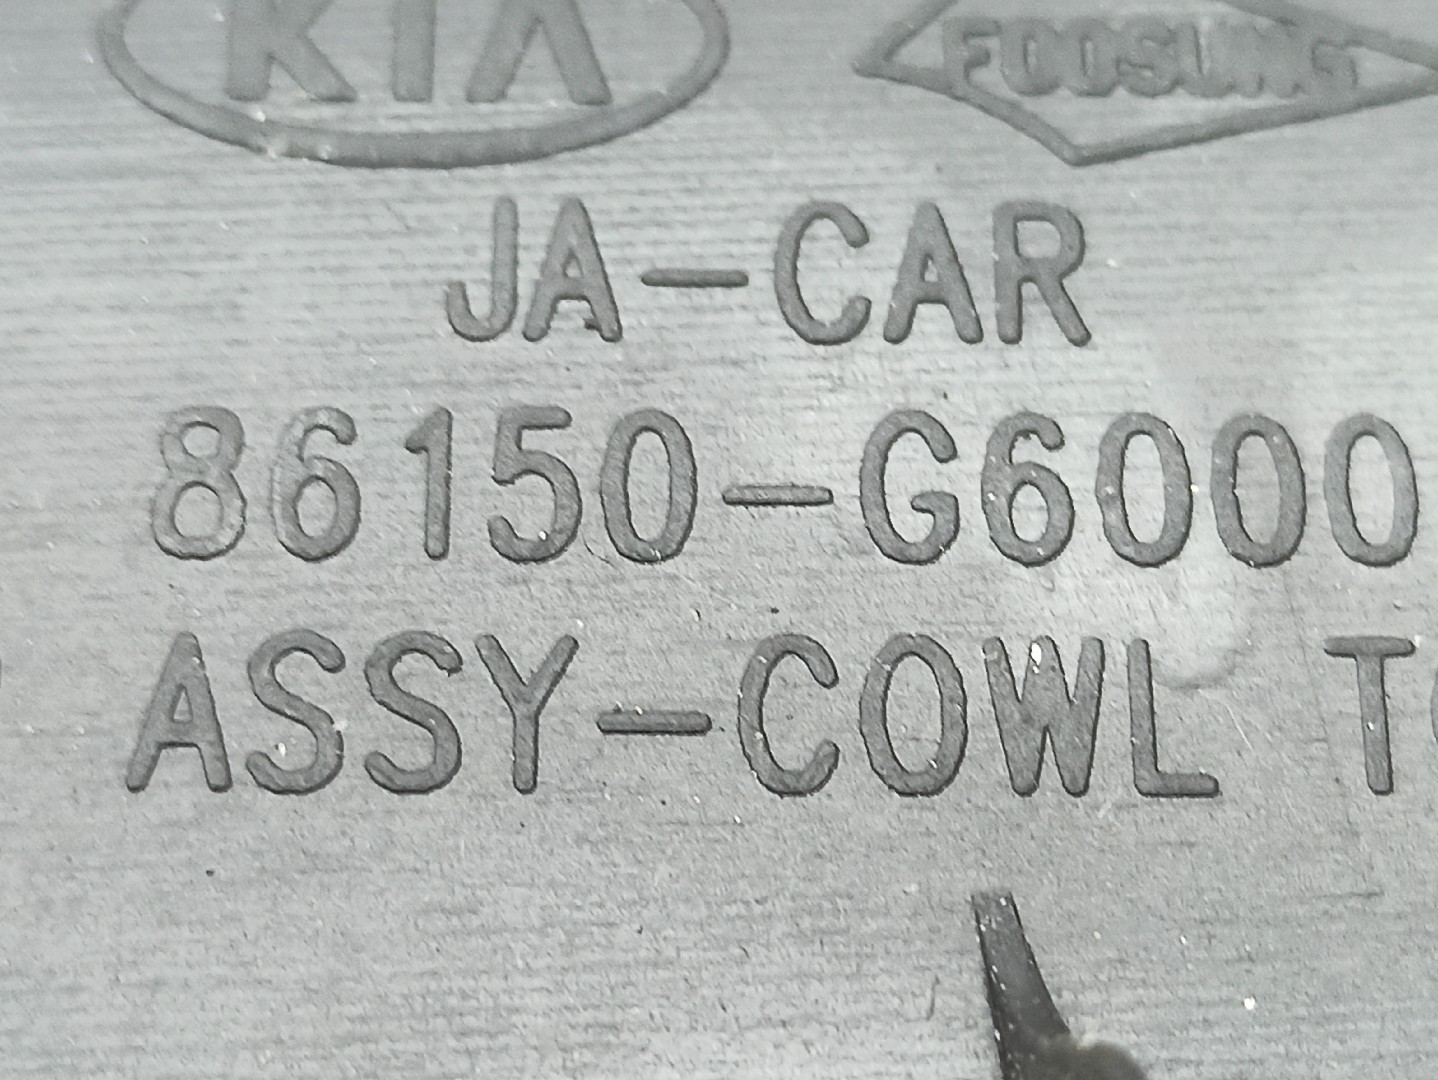 KIA FOOSUNG
JA-CAR
86150-G6000
ASSY-COWL